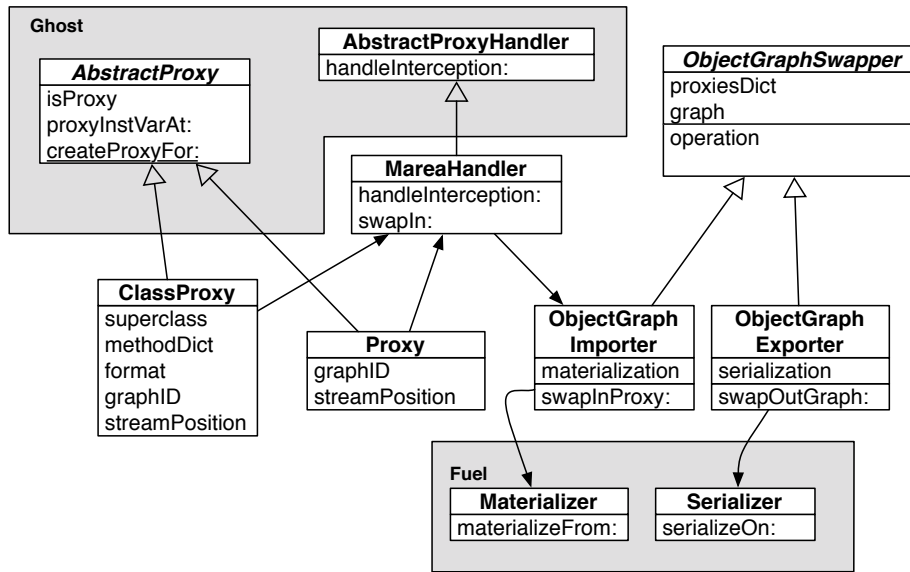 Ghost
AbstractProxy
isProxy
proxyInstVarAt:
createProxyFor:
AbstractProxyHandler
handleInterception:
ObjectGraphSwapper
proxiesDict
graph
operation
MareaHandler
handleInterception:
swapIn:
ClassProxy
superclass
methodDict
format
graphID
streamPosition
Proxy
graphID
streamPosition
ObjectGraph
Importer
materialization
swapInProxy:
ObjectGraph
Exporter
serialization
swapOutGraph:
Fuel
Materializer
materializeFrom:
Serializer
serializeOn: